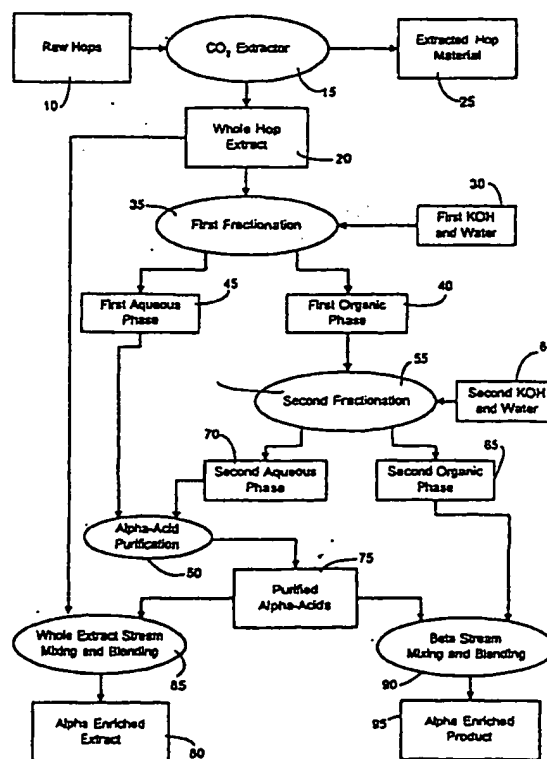 Raw Hops
10
CO2 Extractor
15
Extracted Hop
Material
25
Whole Hop
Extract
20
30
First KOH
and Water
35
First Fractionation
First Aqueous
Phase
45
First Organic
Phase
40
55
Second Fractionation
6
Second KOH
and Water
70
Second Aqueous
Phase
65
Second Organic
Phase
Alpha-Acid
Purification
50
75
Purified
Alpha-Acids
Whole Extract Stream
Mixing and Blending
85
Beta Stream
Mixing and Blending
90
Alpha Enriched
Extract
80
95
Alpha Enriched
Product